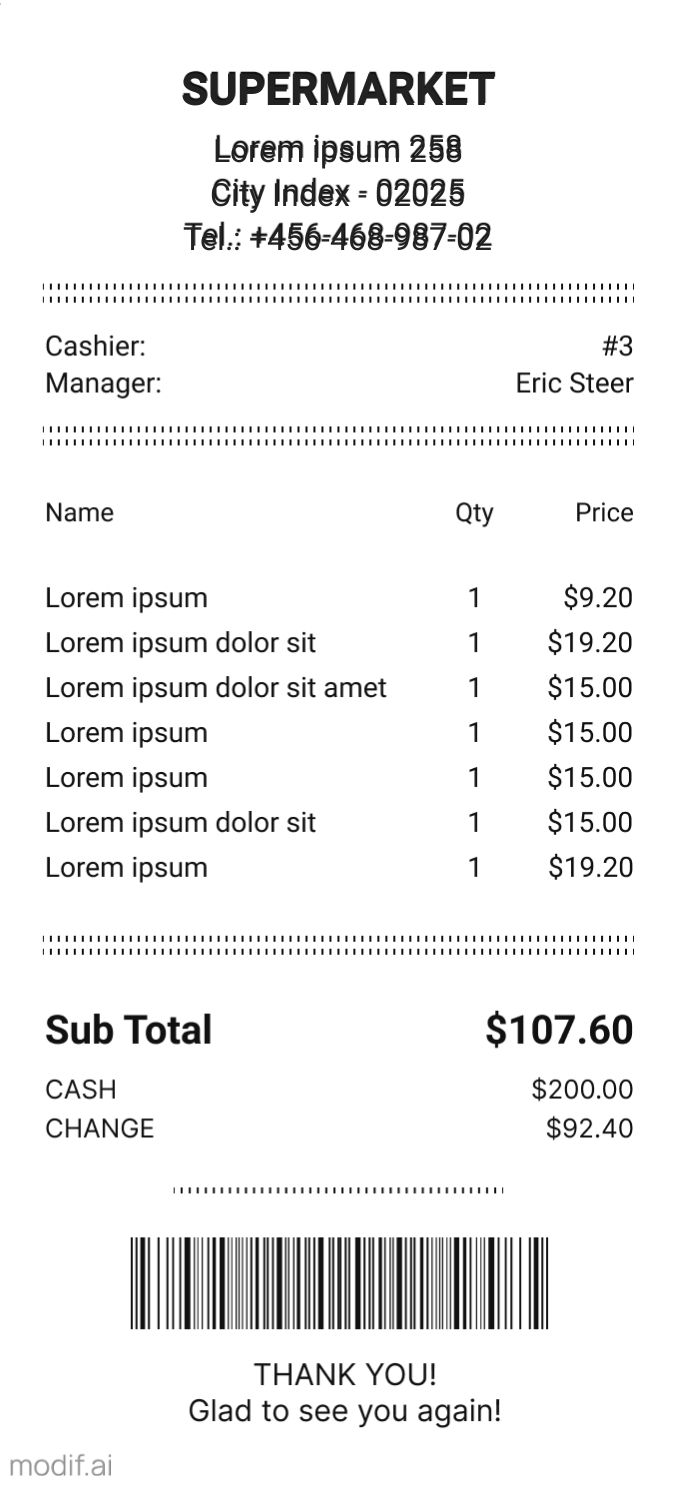 SUPERMARKET
Lorem ipsum 258
City Index - 02025
Tel.: +456-468-987-02
Cashier: #3
Manager: Eric Steer
Name Qty Price
Lorem ipsum 1 $9.20
Lorem ipsum dolor sit 1 $19.20
Lorem ipsum dolor sit amet 1 $15.00
Lorem ipsum 1 $15.00
Lorem ipsum 1 $15.00
Lorem ipsum dolor sit 1 $15.00
Lorem ipsum 1 $19.20
Sub Total $107.60
CASH $200.00
CHANGE $92.40
THANK YOU!
Glad to see you again!
modif.ai